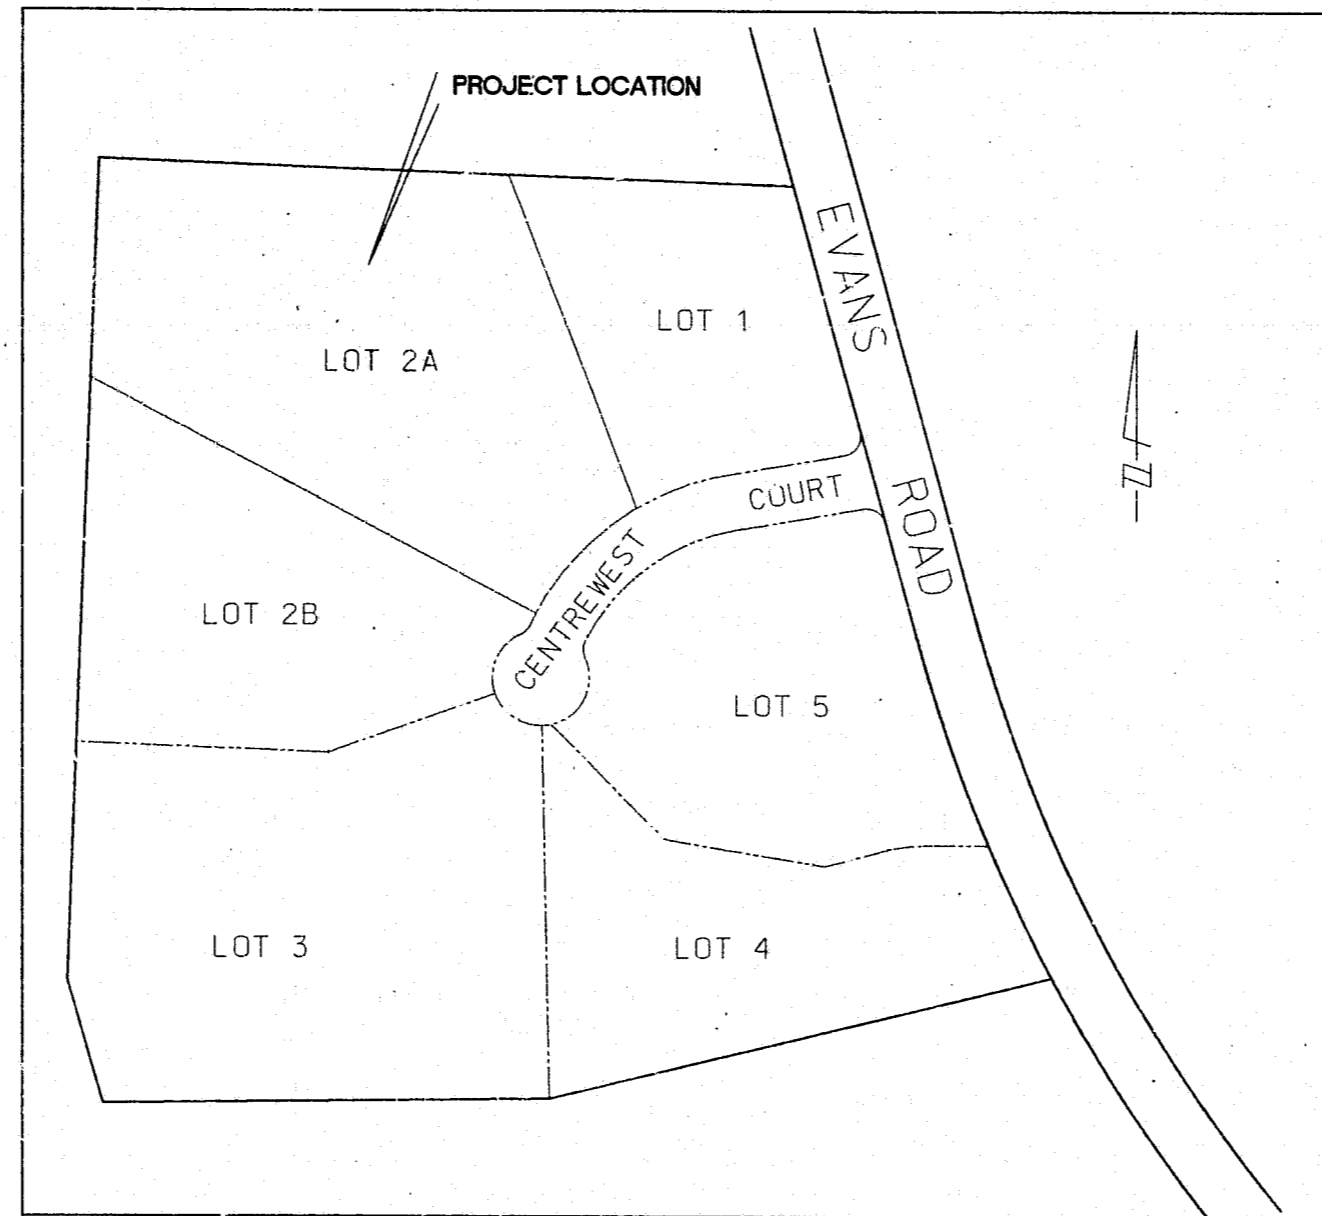 PROJECT LOCATION
EVANS ROAD
LOT 1
LOT 2A
COURT
CENTREWEST
LOT 2B
LOT 5
LOT 3
LOT 4
N